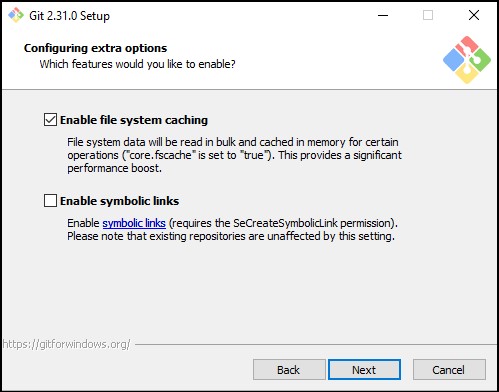 Git 2.31.0 Setup
Configuring extra options
Which features would you like to enable?
Enable file system caching
File system data will be read in bulk and cached in memory for certain
operations ("core.fscache" is set to "true"). This provides a significant
performance boost.
Enable symbolic links
Enable symbolic links (requires the SeCreateSymbolicLink permission).
Please note that existing repositories are unaffected by this setting.
https://gitforwindows.org/
Back Next Cancel